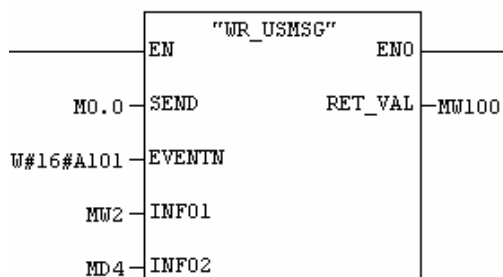 "WR_USMSG"
EN ENO
M0.0 SEND RET_VAL MW100
W#16#A101 EVENTN
MW2 INFO1
MD4 INFO2